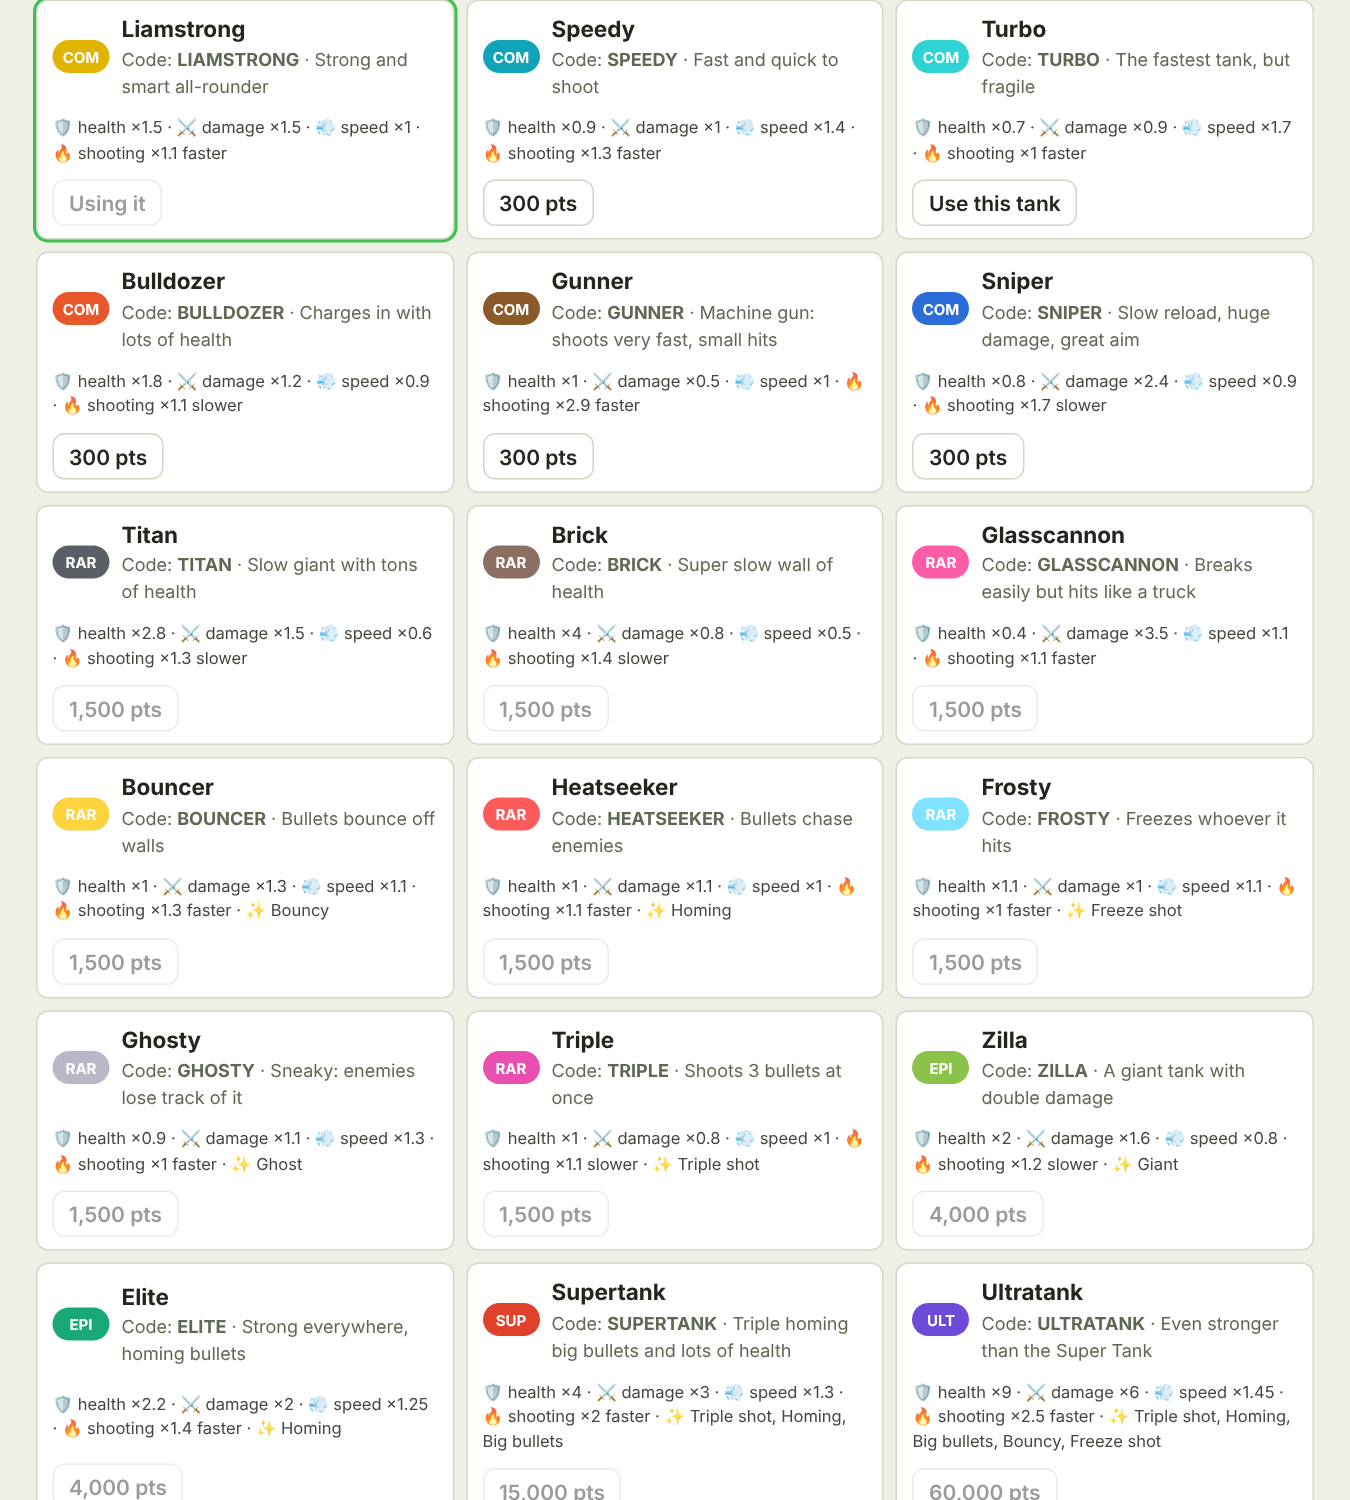 Liamstrong
COM
Code: LIAMSTRONG · Strong and
smart all-rounder
🛡️ health ×1.5 · ⚔️ damage ×1.5 · 💨 speed ×1 ·
🔥 shooting ×1.1 faster
Using it
Speedy
COM
Code: SPEEDY · Fast and quick to
shoot
🛡️ health ×0.9 · ⚔️ damage ×1 · 💨 speed ×1.4 ·
🔥 shooting ×1.3 faster
300 pts
Turbo
COM
Code: TURBO · The fastest tank, but
fragile
🛡️ health ×0.7 · ⚔️ damage ×0.9 · 💨 speed ×1.7
· 🔥 shooting ×1 faster
Use this tank
Bulldozer
COM
Code: BULLDOZER · Charges in with
lots of health
🛡️ health ×1.8 · ⚔️ damage ×1.2 · 💨 speed ×0.9
· 🔥 shooting ×1.1 slower
300 pts
Gunner
COM
Code: GUNNER · Machine gun:
shoots very fast, small hits
🛡️ health ×1 · ⚔️ damage ×0.5 · 💨 speed ×1 · 🔥
shooting ×2.9 faster
300 pts
Sniper
COM
Code: SNIPER · Slow reload, huge
damage, great aim
🛡️ health ×0.8 · ⚔️ damage ×2.4 · 💨 speed ×0.9
· 🔥 shooting ×1.7 slower
300 pts
Titan
RAR
Code: TITAN · Slow giant with tons
of health
🛡️ health ×2.8 · ⚔️ damage ×1.5 · 💨 speed ×0.6
· 🔥 shooting ×1.3 slower
1,500 pts
Brick
RAR
Code: BRICK · Super slow wall of
health
🛡️ health ×4 · ⚔️ damage ×0.8 · 💨 speed ×0.5 ·
🔥 shooting ×1.4 slower
1,500 pts
Glasscannon
RAR
Code: GLASSCANNON · Breaks
easily but hits like a truck
🛡️ health ×0.4 · ⚔️ damage ×3.5 · 💨 speed ×1.1
· 🔥 shooting ×1.1 faster
1,500 pts
Bouncer
RAR
Code: BOUNCER · Bullets bounce off
walls
🛡️ health ×1 · ⚔️ damage ×1.3 · 💨 speed ×1.1 ·
🔥 shooting ×1.3 faster · ✨ Bouncy
1,500 pts
Heatseeker
RAR
Code: HEATSEEKER · Bullets chase
enemies
🛡️ health ×1 · ⚔️ damage ×1.1 · 💨 speed ×1 · 🔥
shooting ×1.1 faster · ✨ Homing
1,500 pts
Frosty
RAR
Code: FROSTY · Freezes whoever it
hits
🛡️ health ×1.1 · ⚔️ damage ×1 · 💨 speed ×1.1 · 🔥
shooting ×1 faster · ✨ Freeze shot
1,500 pts
Ghosty
RAR
Code: GHOSTY · Sneaky: enemies
lose track of it
🛡️ health ×0.9 · ⚔️ damage ×1.1 · 💨 speed ×1.3 ·
🔥 shooting ×1 faster · ✨ Ghost
1,500 pts
Triple
RAR
Code: TRIPLE · Shoots 3 bullets at
once
🛡️ health ×1 · ⚔️ damage ×0.8 · 💨 speed ×1 · 🔥
shooting ×1.1 slower · ✨ Triple shot
1,500 pts
Zilla
EPI
Code: ZILLA · A giant tank with
double damage
🛡️ health ×2 · ⚔️ damage ×1.6 · 💨 speed ×0.8 ·
🔥 shooting ×1.2 slower · ✨ Giant
4,000 pts
Elite
EPI
Code: ELITE · Strong everywhere,
homing bullets
🛡️ health ×2.2 · ⚔️ damage ×2 · 💨 speed ×1.25
· 🔥 shooting ×1.4 faster · ✨ Homing
4,000 pts
Supertank
SUP
Code: SUPERTANK · Triple homing
big bullets and lots of health
🛡️ health ×4 · ⚔️ damage ×3 · 💨 speed ×1.3 ·
🔥 shooting ×2 faster · ✨ Triple shot, Homing,
Big bullets
15,000 pts
Ultratank
ULT
Code: ULTRATANK · Even stronger
than the Super Tank
🛡️ health ×9 · ⚔️ damage ×6 · 💨 speed ×1.45 ·
🔥 shooting ×2.5 faster · ✨ Triple shot, Homing,
Big bullets, Bouncy, Freeze shot
60,000 pts